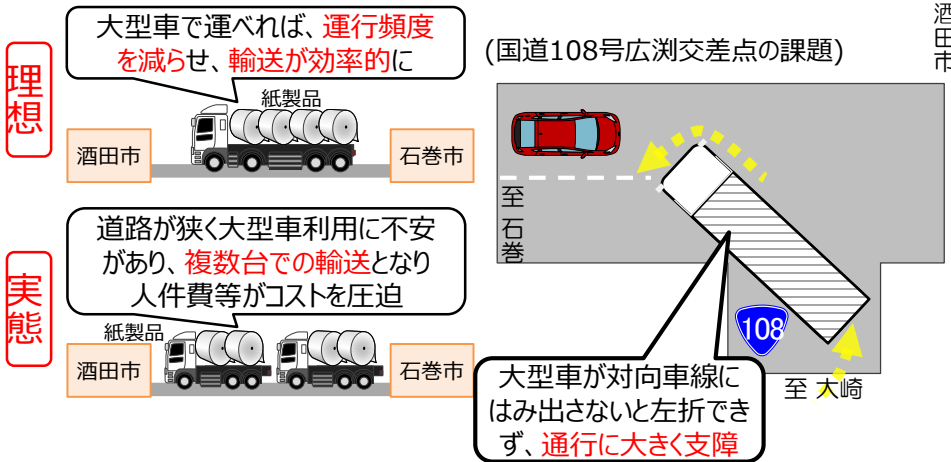 理想
大型車で運べれば、運行頻度
を減らせ、輸送が効率的に
紙製品
酒田市
石巻市
実態
道路が狭く大型車利用に不安
があり、複数台での輸送となり
人件費等がコストを圧迫
紙製品
酒田市
石巻市
(国道108号広渕交差点の課題)
酒田市
至 石巻
108
至 大崎
大型車が対向車線に
はみ出さないと左折でき
ず、通行に大きく支障